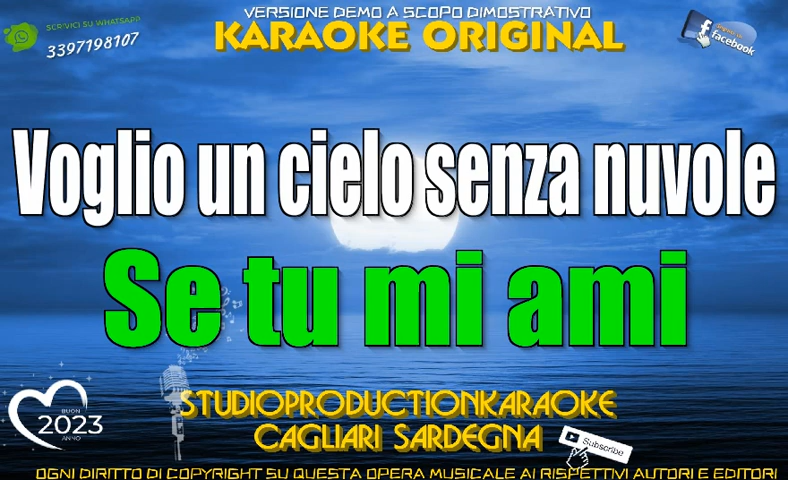 VERSIONE DEMO A SCOPO DIMOSTRATIVO
SCRIVICI SU WHATSAPP
3397198107
KARAOKE ORIGINAL
facebook
Voglio un cielo senza nuvole
Se tu mi ami
BUON
2023
ANNO
STUDIOPRODUCTIONKARAOKE
CAGLIARI SARDEGNA
Subscribe
OGNI DIRITTO DI COPYRIGHT SU QUESTA OPERA MUSICALE AI RISPETTIVI AUTORI E EDITORI